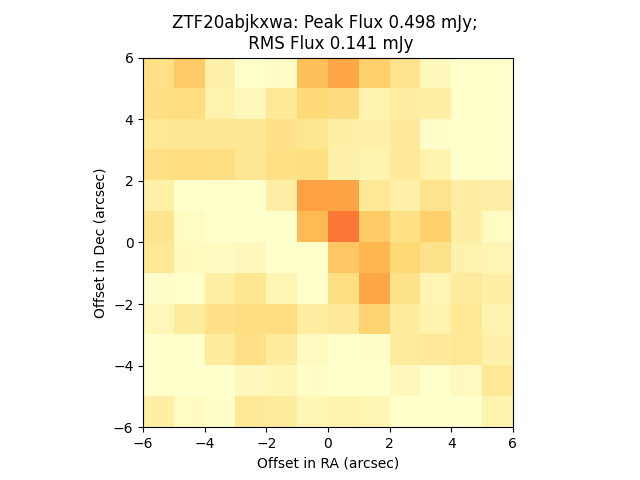 ZTF20abjkxwa: Peak Flux 0.498 mJy;
RMS Flux 0.141 mJy
6
4
2
0
−2
−4
−6
Offset in Dec (arcsec)
−6 −4 −2 0 2 4 6
Offset in RA (arcsec)